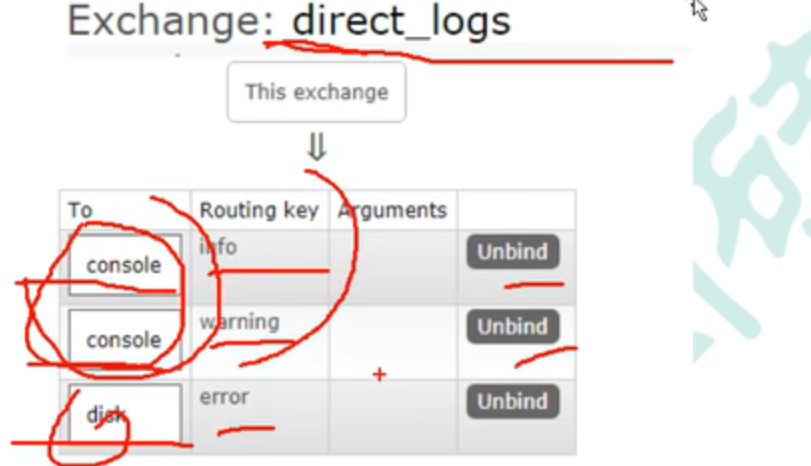 Exchange: direct_logs
This exchange
⇓
To Routing key Arguments
console info Unbind
console warning Unbind
disk error Unbind